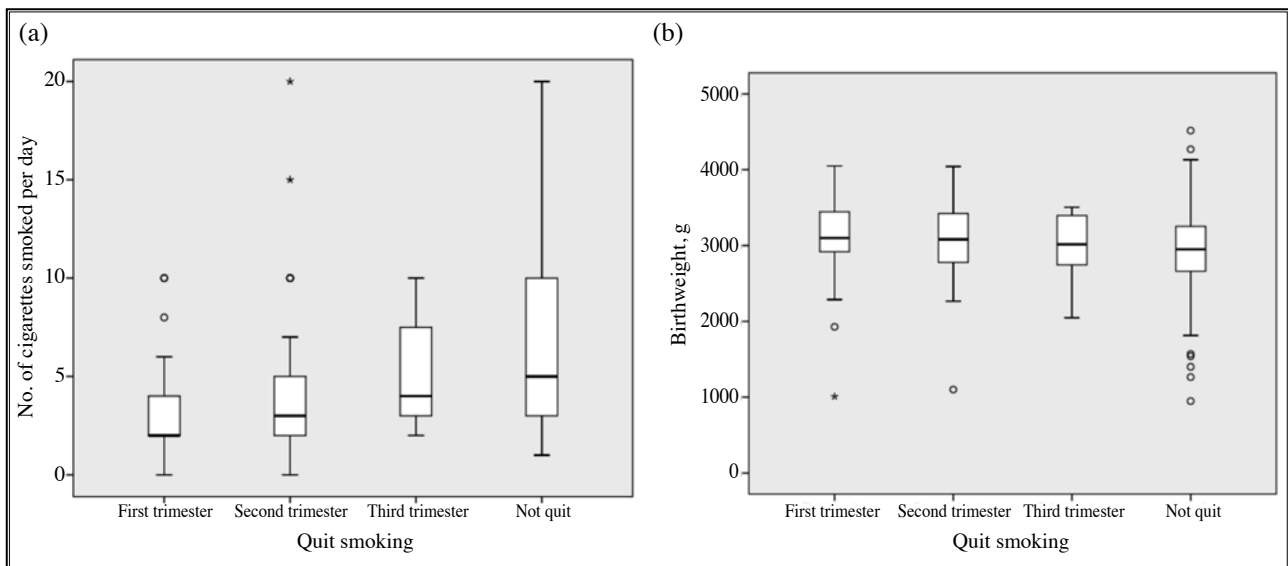 (a)
No. of cigarettes smoked per day
20
15
10
5
0
First trimester Second trimester Third trimester Not quit
Quit smoking
(b)
Birthweight, g
5000
4000
3000
2000
1000
0
First trimester Second trimester Third trimester Not quit
Quit smoking